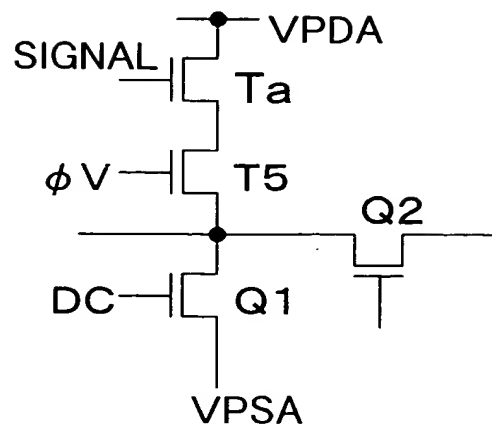 VPDA
SIGNAL
Ta
φV
T5
Q2
DC
Q1
VPSA